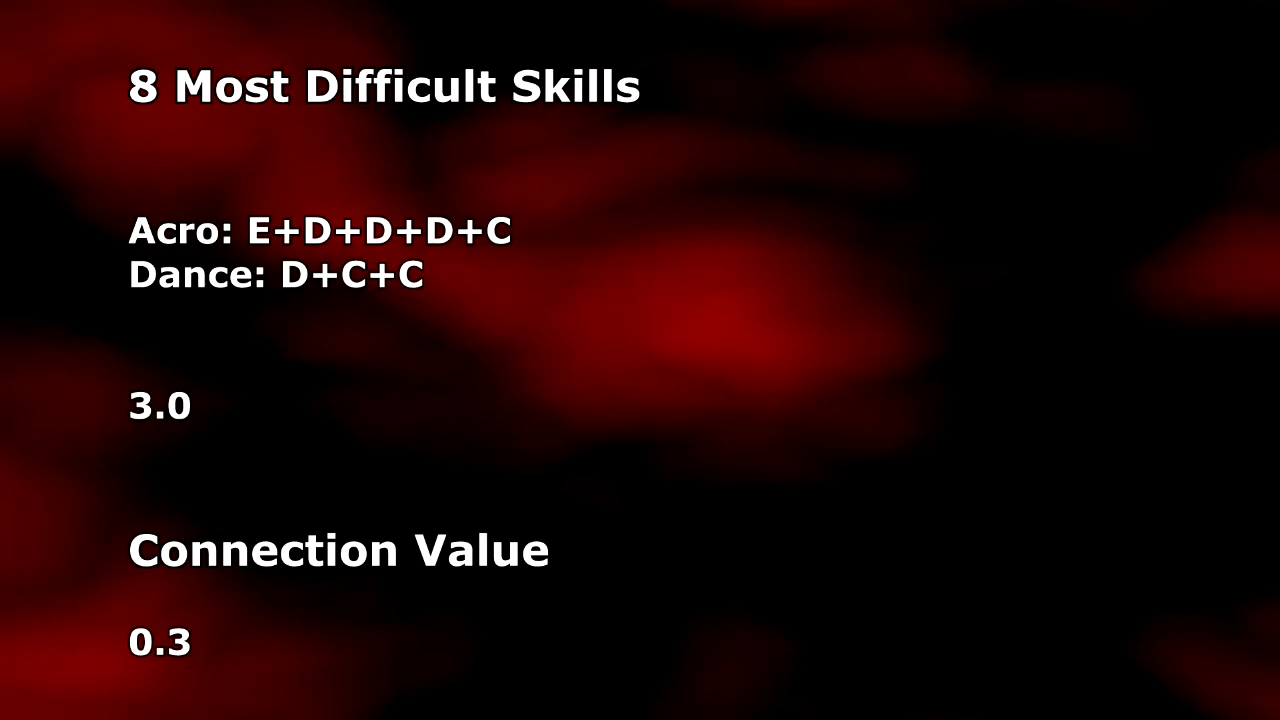 8 Most Difficult Skills
Acro: E+D+D+D+C
Dance: D+C+C
3.0
Connection Value
0.3